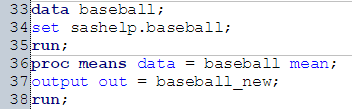 33 data baseball;
34 set sashelp.baseball;
35 run;
36 proc means data = baseball mean;
37 output out = baseball_new;
38 run;